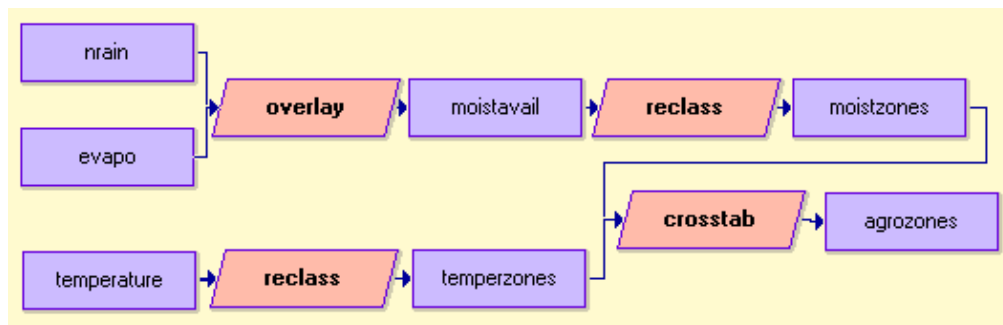 nrain
overlay
moistavail
reclass
moistzones
evapo
crosstab
agrozones
temperature
reclass
temperzones